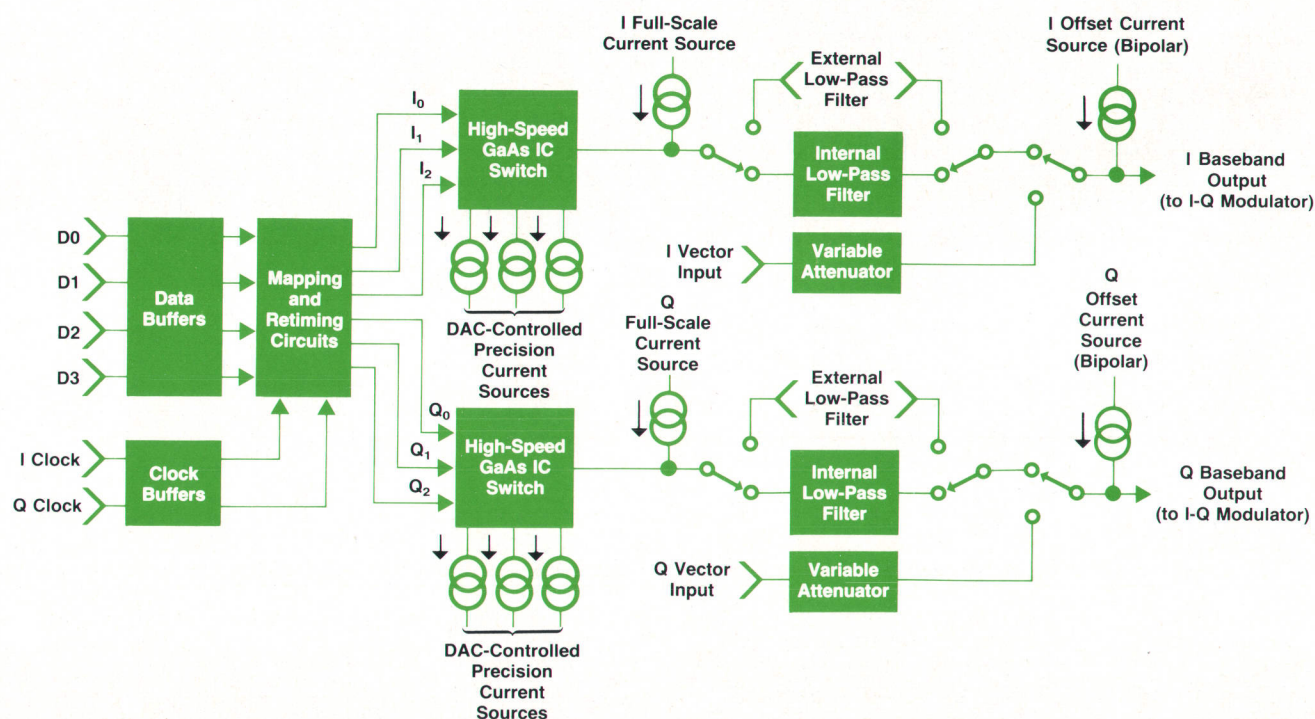 I Full-Scale
Current Source
External
Low-Pass
Filter
I Offset Current
Source (Bipolar)
I0
I1
I2
High-Speed
GaAs IC
Switch
Internal
Low-Pass
Filter
I Baseband
Output
(to I-Q Modulator)
I Vector
Input
Variable
Attenuator
D0
D1
D2
D3
Data
Buffers
Mapping
and
Retiming
Circuits
DAC-Controlled
Precision
Current
Sources
Q
Full-Scale
Current
Source
External
Low-Pass
Filter
Q
Offset
Current
Source
(Bipolar)
I Clock
Q Clock
Clock
Buffers
Q0
Q1
Q2
High-Speed
GaAs IC
Switch
Internal
Low-Pass
Filter
Q Baseband
Output
(to I-Q Modulator)
Q Vector
Input
Variable
Attenuator
DAC-Controlled
Precision
Current
Sources